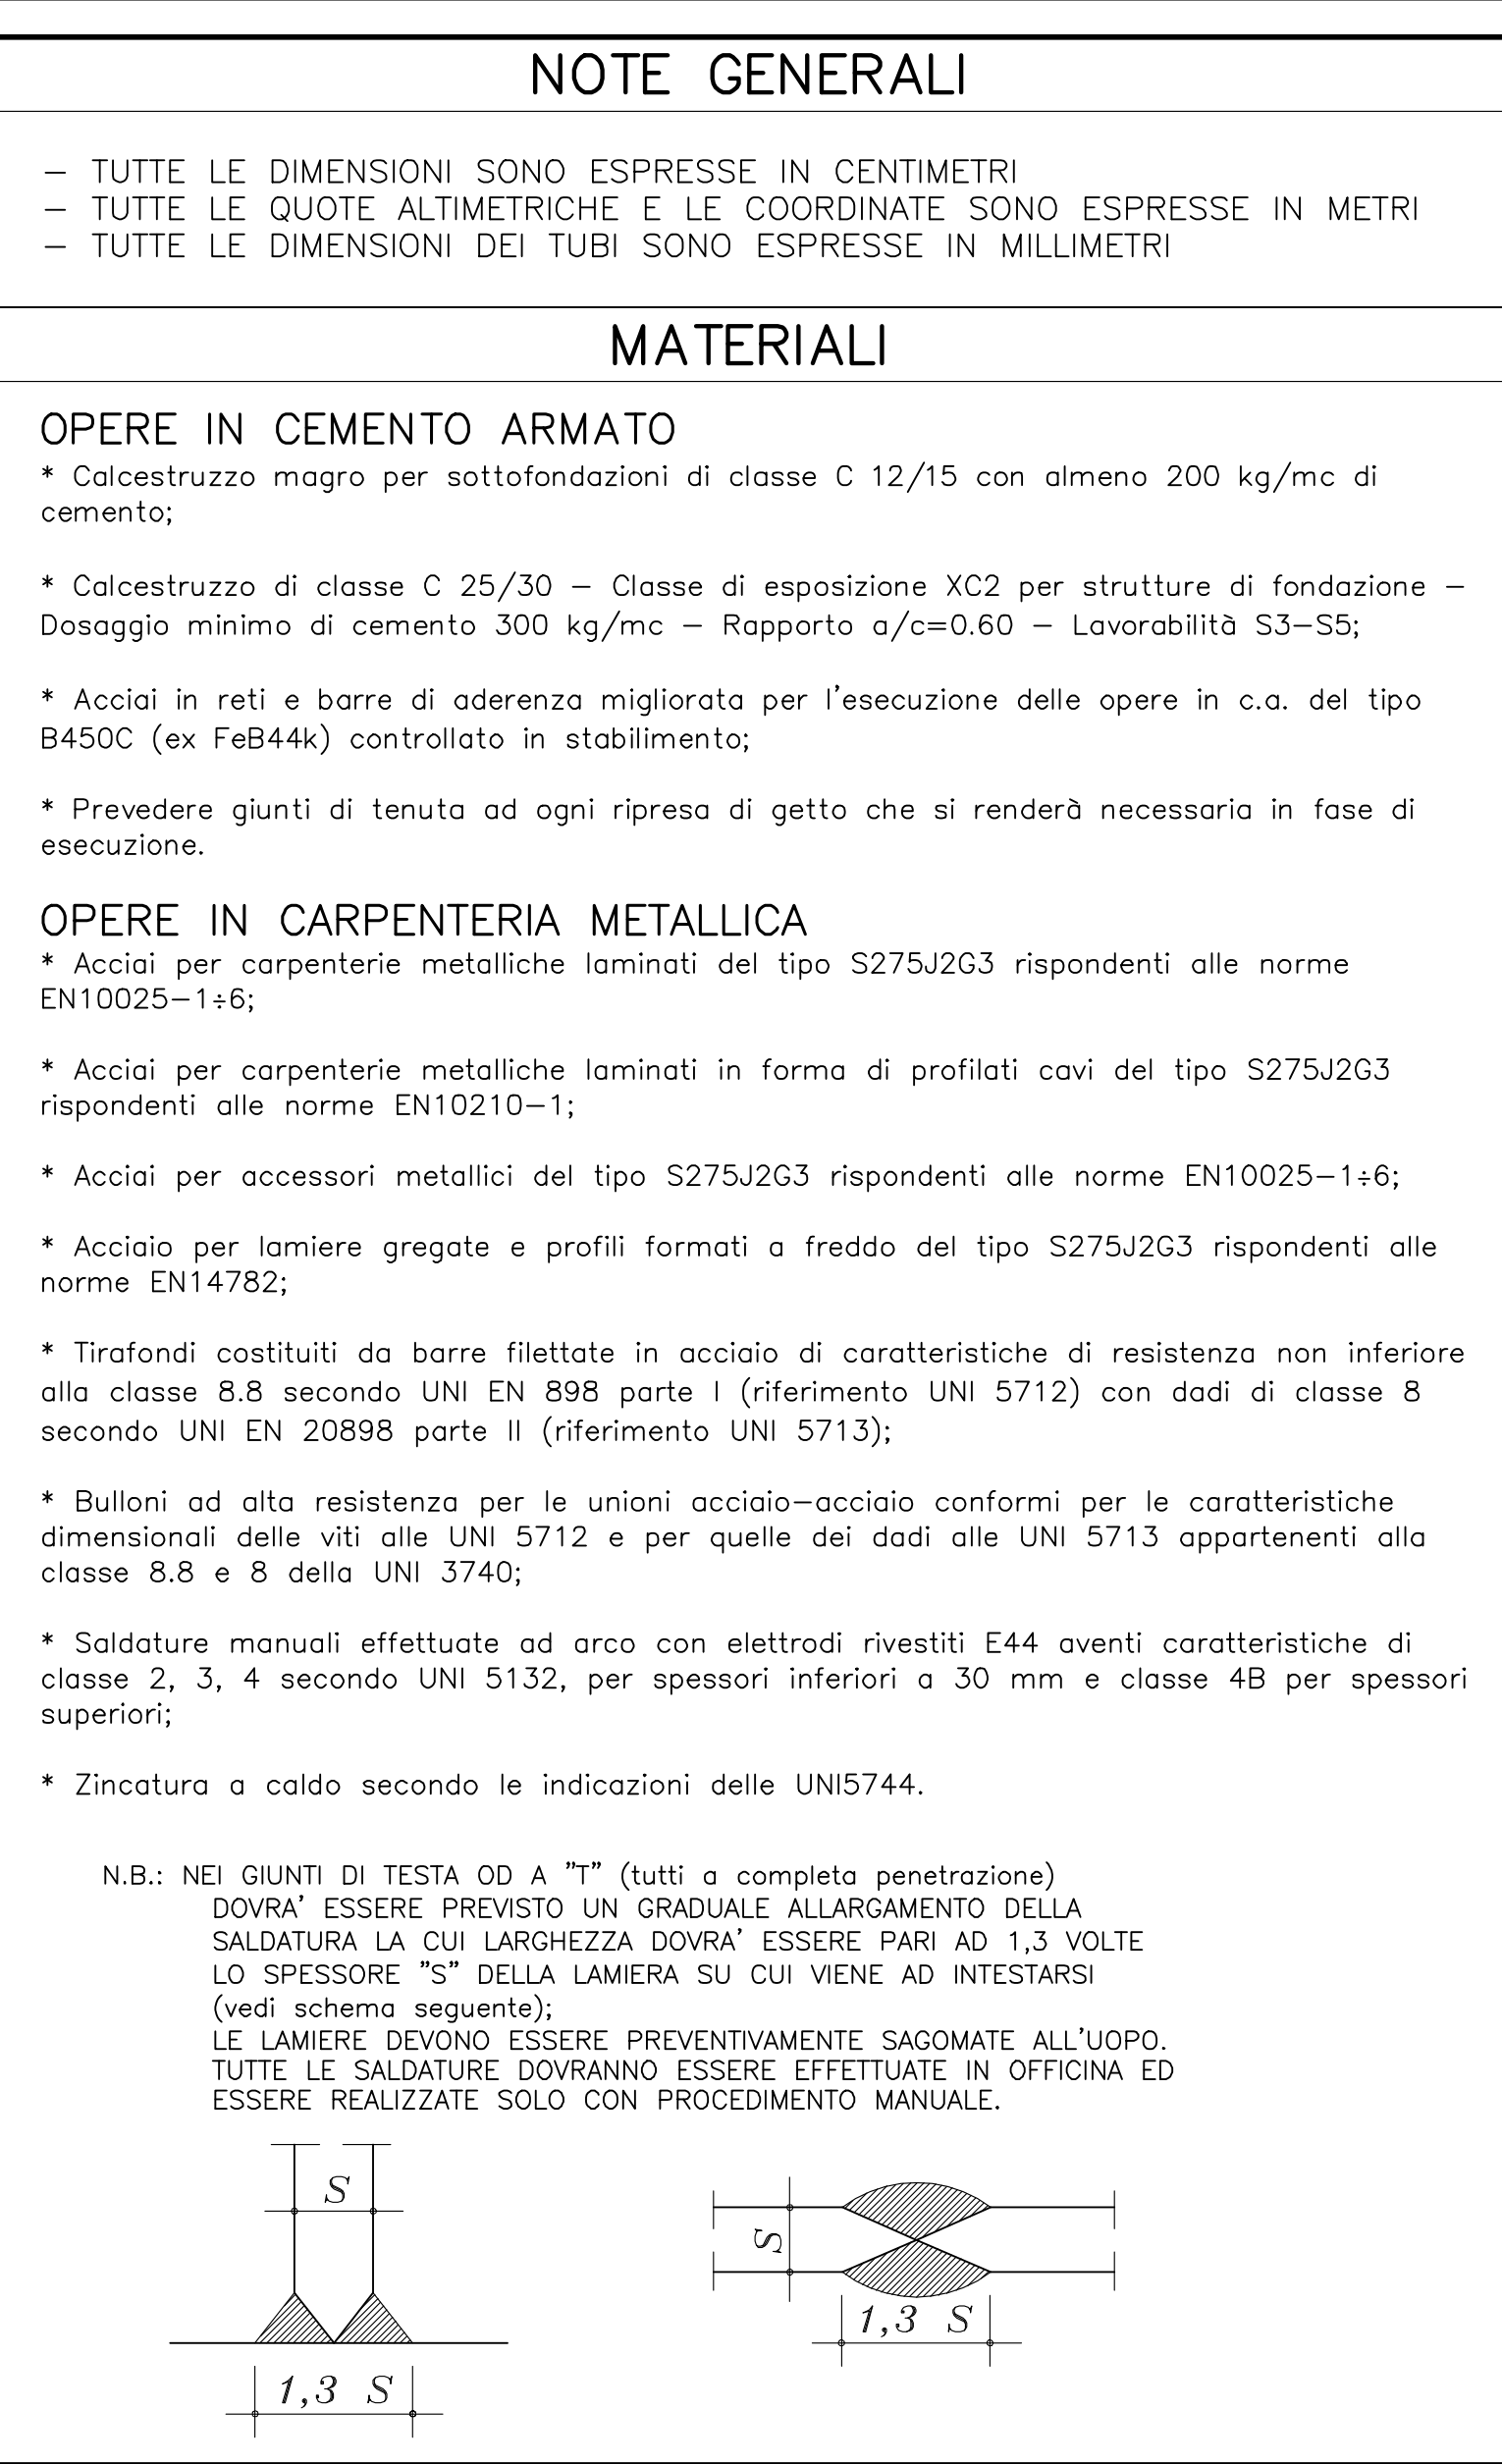 NOTE GENERALI
– TUTTE LE DIMENSIONI SONO ESPRESSE IN CENTIMETRI
– TUTTE LE QUOTE ALTIMETRICHE E LE COORDINATE SONO ESPRESSE IN METRI
– TUTTE LE DIMENSIONI DEI TUBI SONO ESPRESSE IN MILLIMETRI
MATERIALI
OPERE IN CEMENTO ARMATO
* Calcestruzzo magro per sottofondazioni di classe C 12/15 con almeno 200 kg/mc di
cemento;
* Calcestruzzo di classe C 25/30 – Classe di esposizione XC2 per strutture di fondazione –
Dosaggio minimo di cemento 300 kg/mc – Rapporto a/c=0.60 – Lavorabilità S3–S5;
* Acciai in reti e barre di aderenza migliorata per l'esecuzione delle opere in c.a. del tipo
B450C (ex FeB44k) controllato in stabilimento;
* Prevedere giunti di tenuta ad ogni ripresa di getto che si renderà necessaria in fase di
esecuzione.
OPERE IN CARPENTERIA METALLICA
* Acciai per carpenterie metalliche laminati del tipo S275J2G3 rispondenti alle norme
EN10025–1÷6;
* Acciai per carpenterie metalliche laminati in forma di profilati cavi del tipo S275J2G3
rispondenti alle norme EN10210–1;
* Acciai per accessori metallici del tipo S275J2G3 rispondenti alle norme EN10025–1÷6;
* Acciaio per lamiere gregate e profili formati a freddo del tipo S275J2G3 rispondenti alle
norme EN14782;
* Tirafondi costituiti da barre filettate in acciaio di caratteristiche di resistenza non inferiore
alla classe 8.8 secondo UNI EN 898 parte I (riferimento UNI 5712) con dadi di classe 8
secondo UNI EN 20898 parte II (riferimento UNI 5713);
* Bulloni ad alta resistenza per le unioni acciaio–acciaio conformi per le caratteristiche
dimensionali delle viti alle UNI 5712 e per quelle dei dadi alle UNI 5713 appartenenti alla
classe 8.8 e 8 della UNI 3740;
* Saldature manuali effettuate ad arco con elettrodi rivestiti E44 aventi caratteristiche di
classe 2, 3, 4 secondo UNI 5132, per spessori inferiori a 30 mm e classe 4B per spessori
superiori;
* Zincatura a caldo secondo le indicazioni delle UNI5744.
N.B.: NEI GIUNTI DI TESTA OD A "T" (tutti a completa penetrazione)
DOVRA' ESSERE PREVISTO UN GRADUALE ALLARGAMENTO DELLA
SALDATURA LA CUI LARGHEZZA DOVRA' ESSERE PARI AD 1,3 VOLTE
LO SPESSORE "S" DELLA LAMIERA SU CUI VIENE AD INTESTARSI
(vedi schema seguente);
LE LAMIERE DEVONO ESSERE PREVENTIVAMENTE SAGOMATE ALL'UOPO.
TUTTE LE SALDATURE DOVRANNO ESSERE EFFETTUATE IN OFFICINA ED
ESSERE REALIZZATE SOLO CON PROCEDIMENTO MANUALE.
S
1,3 S
S
1,3 S